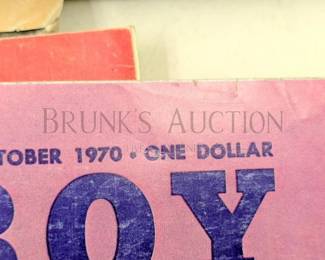 BRUNK'S AUCTION
TOBER 1970 • ONE DOLLAR
BOY